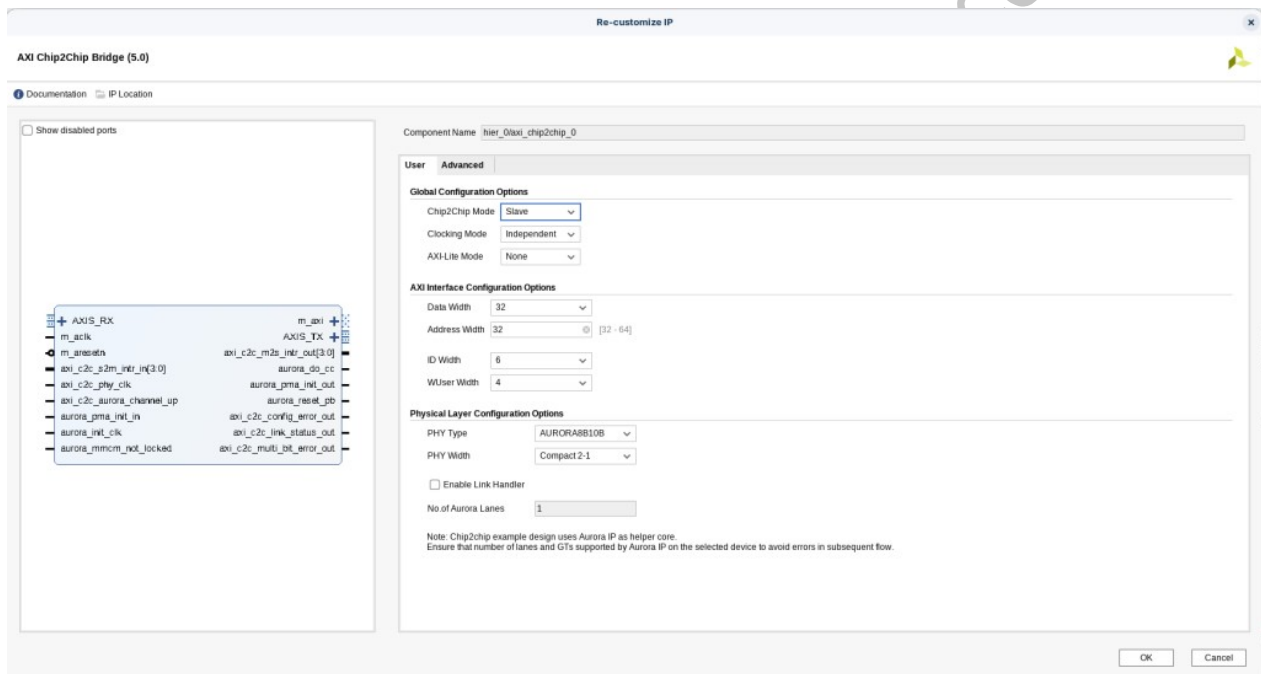 Re-customize IP
AXI Chip2Chip Bridge (5.0)
Documentation IP Location
Show disabled ports
AXIS_RX
m_aclk
m_aresetn
axi_c2c_s2m_intr_in[3:0]
axi_c2c_phy_clk
axi_c2c_aurora_channel_up
aurora_pma_init_in
aurora_init_clk
aurora_mmcm_not_locked
m_axi
AXIS_TX
axi_c2c_m2s_intr_out[3:0]
aurora_do_cc
aurora_pma_init_out
aurora_reset_pb
axi_c2c_config_error_out
axi_c2c_link_status_out
axi_c2c_multi_bit_error_out
Component Name hier_0/axi_chip2chip_0
User Advanced
Global Configuration Options
Chip2Chip Mode Slave
Clocking Mode Independent
AXI-Lite Mode None
AXI Interface Configuration Options
Data Width 32
Address Width 32 [32 - 64]
ID Width 6
WUser Width 4
Physical Layer Configuration Options
PHY Type AURORA8B10B
PHY Width Compact 2-1
Enable Link Handler
No.of Aurora Lanes 1
Note: Chip2chip example design uses Aurora IP as helper core.
Ensure that number of lanes and GTs supported by Aurora IP on the selected device to avoid errors in subsequent flow.
OK Cancel